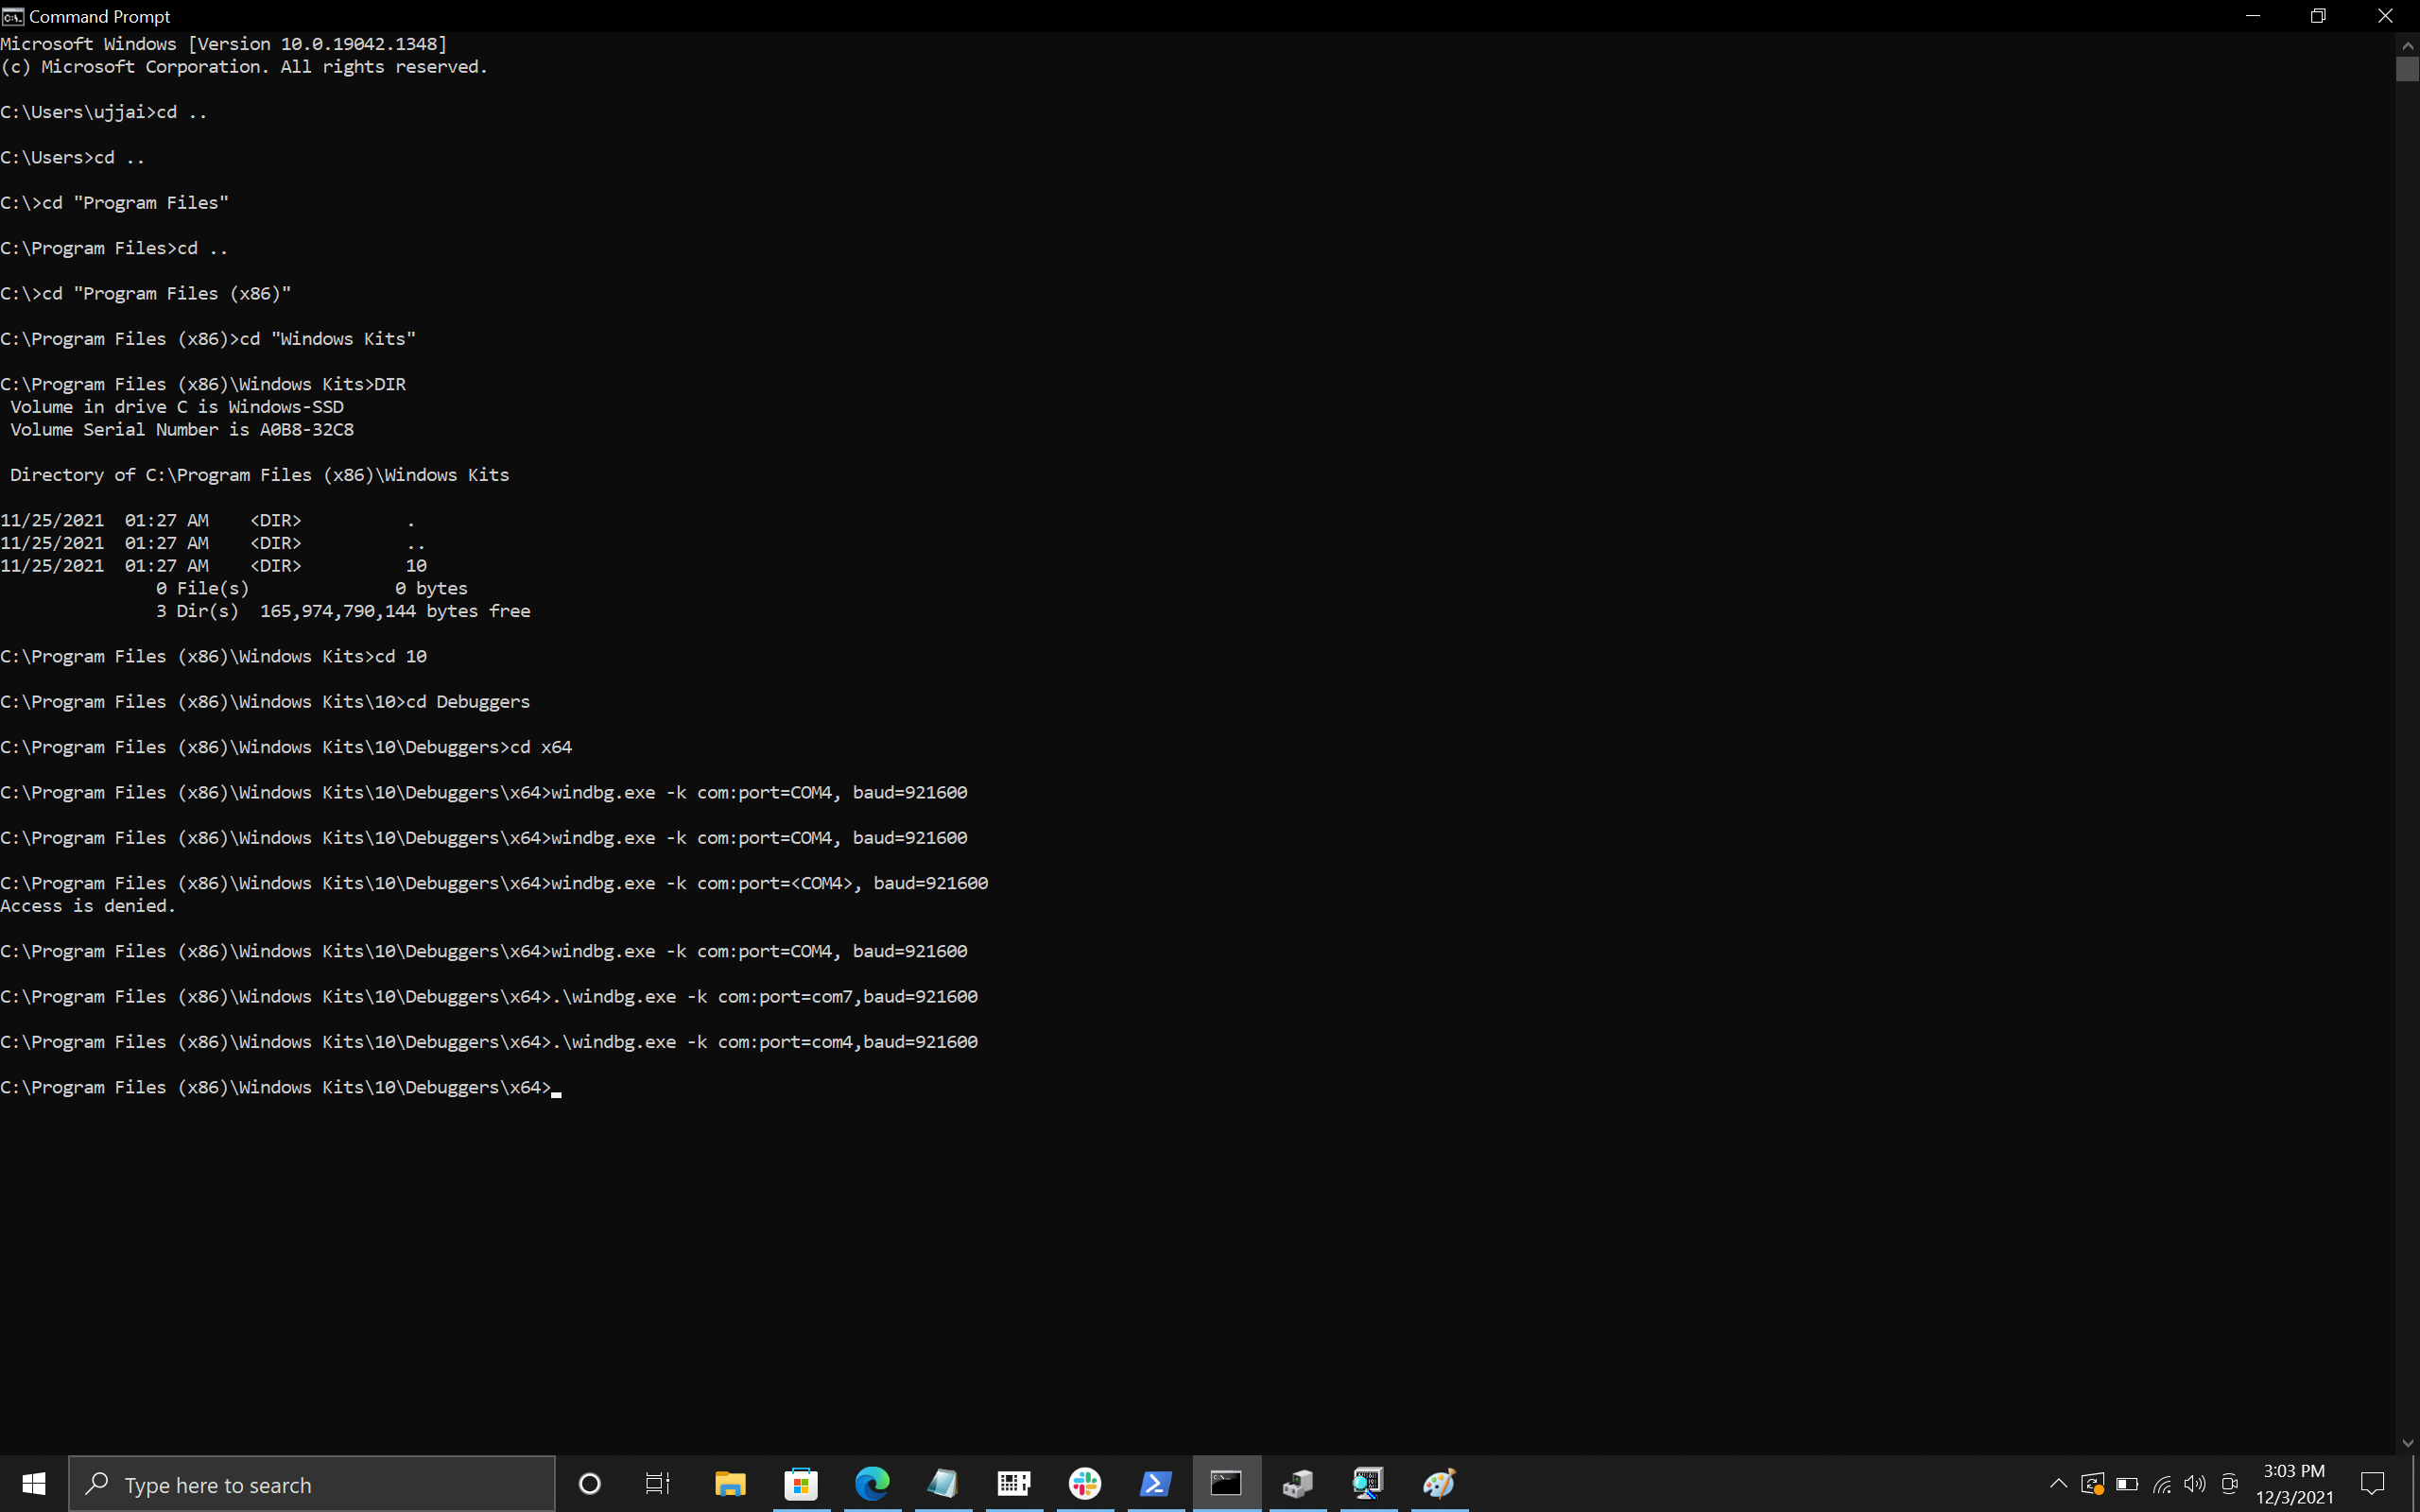 Command Prompt
Microsoft Windows [Version 10.0.19042.1348]
(c) Microsoft Corporation. All rights reserved.
C:\Users\ujjai>cd ..
C:\Users>cd ..
C:\>cd "Program Files"
C:\Program Files>cd ..
C:\>cd "Program Files (x86)"
C:\Program Files (x86)>cd "Windows Kits"
C:\Program Files (x86)\Windows Kits>DIR
 Volume in drive C is Windows-SSD
 Volume Serial Number is A0B8-32C8
 Directory of C:\Program Files (x86)\Windows Kits
11/25/2021  01:27 AM    <DIR>          .
11/25/2021  01:27 AM    <DIR>          ..
11/25/2021  01:27 AM    <DIR>          10
               0 File(s)              0 bytes
               3 Dir(s)  165,974,790,144 bytes free
C:\Program Files (x86)\Windows Kits>cd 10
C:\Program Files (x86)\Windows Kits\10>cd Debuggers
C:\Program Files (x86)\Windows Kits\10\Debuggers>cd x64
C:\Program Files (x86)\Windows Kits\10\Debuggers\x64>windbg.exe -k com:port=COM4, baud=921600
C:\Program Files (x86)\Windows Kits\10\Debuggers\x64>windbg.exe -k com:port=COM4, baud=921600
C:\Program Files (x86)\Windows Kits\10\Debuggers\x64>windbg.exe -k com:port=<COM4>, baud=921600
Access is denied.
C:\Program Files (x86)\Windows Kits\10\Debuggers\x64>windbg.exe -k com:port=COM4, baud=921600
C:\Program Files (x86)\Windows Kits\10\Debuggers\x64>.\windbg.exe -k com:port=com7,baud=921600
C:\Program Files (x86)\Windows Kits\10\Debuggers\x64>.\windbg.exe -k com:port=com4,baud=921600
C:\Program Files (x86)\Windows Kits\10\Debuggers\x64>
Type here to search
3:03 PM
12/3/2021